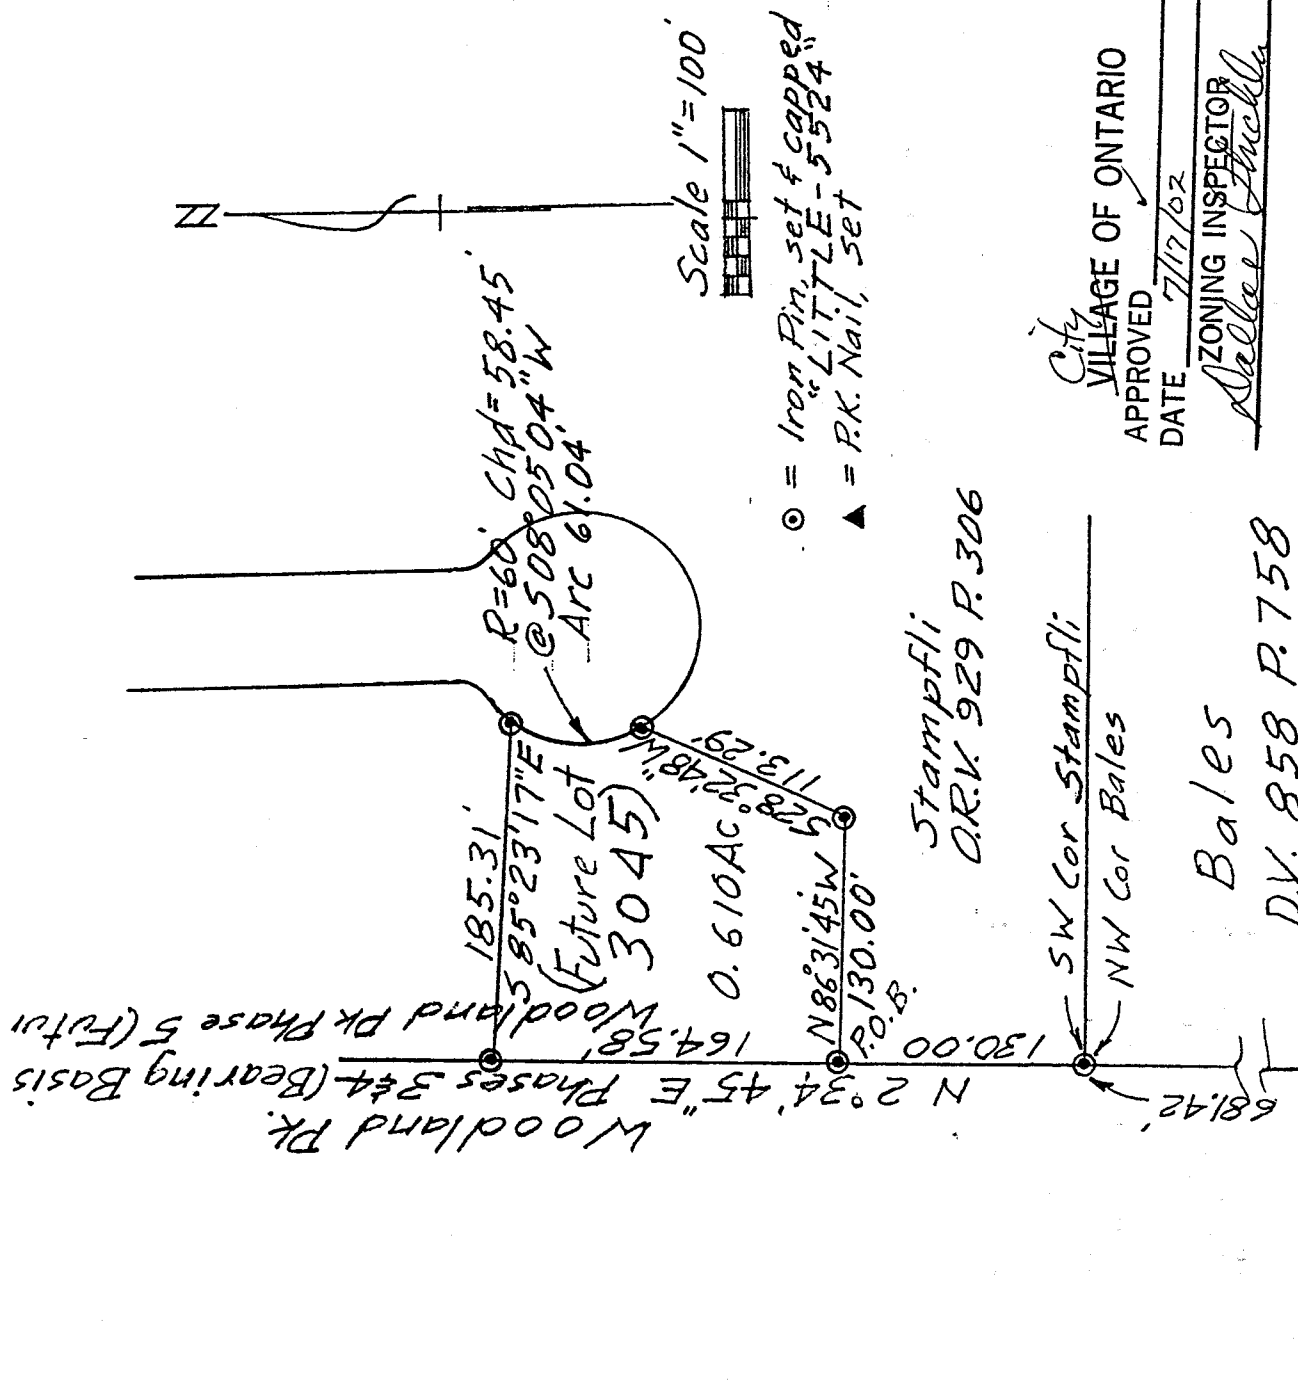 N
Scale 1"=100'
R=60' Chd=58.45'
@ S08°05'04"W
Arc 61.04'
⦿ = Iron Pin, set & capped
"LITTLE-5524"
▲ = P.K. Nail, set
185.31'
S 85°23'17"E
(Future Lot
3045)
0.610Ac.
S28°32'48"W
113.29'
N86°31'45"W
130.00'
P.O.B.
Woodland Pk Phase 5 (Futur
164.58'
Woodland Pk.
Phases 3&4 (Bearing Basis
N 2°34'45"E
130.00
681.42'
Stampfli
O.R.V. 929 P. 306
SW Cor Stampfli
NW Cor Bales
Bales
D.V. 858 P. 758
City
VILLAGE OF ONTARIO
APPROVED
DATE 7/17/02
ZONING INSPECTOR